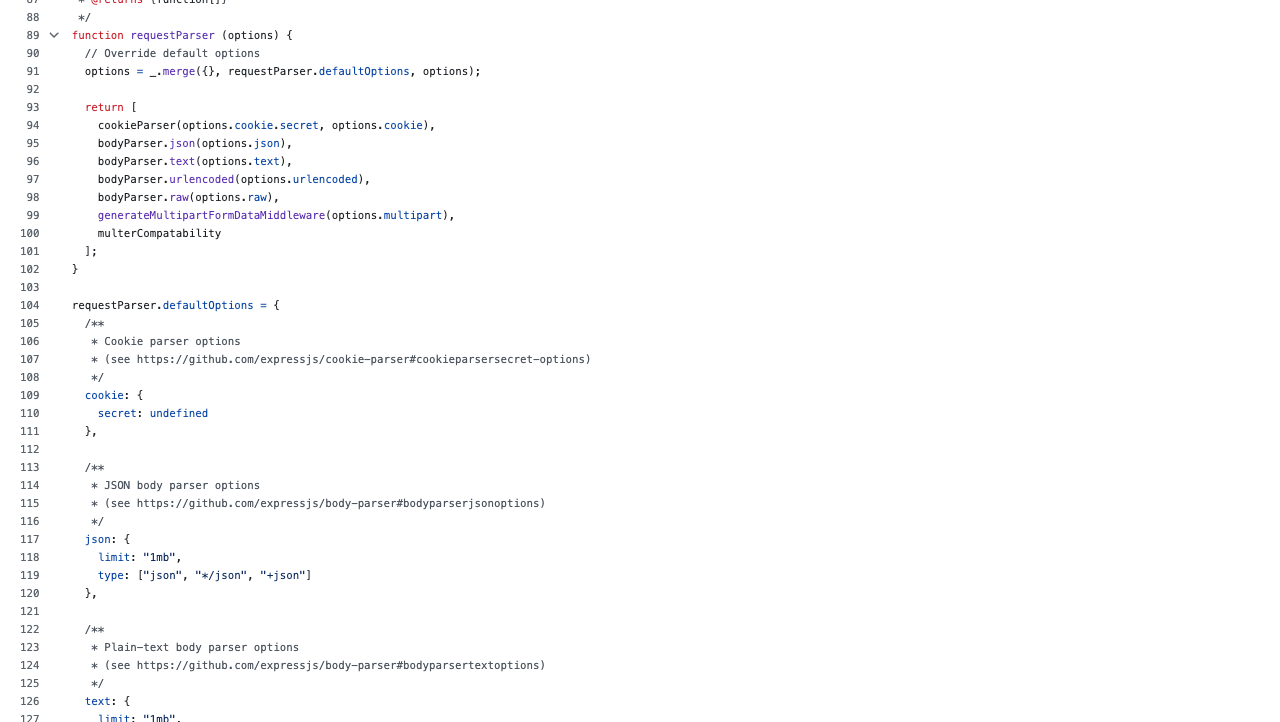 87 * @returns {function[]}
88 */
89 function requestParser (options) {
90 // Override default options
91 options = _.merge({}, requestParser.defaultOptions, options);
92
93 return [
94 cookieParser(options.cookie.secret, options.cookie),
95 bodyParser.json(options.json),
96 bodyParser.text(options.text),
97 bodyParser.urlencoded(options.urlencoded),
98 bodyParser.raw(options.raw),
99 generateMultipartFormDataMiddleware(options.multipart),
100 multerCompatability
101 ];
102 }
103
104 requestParser.defaultOptions = {
105 /**
106 * Cookie parser options
107 * (see https://github.com/expressjs/cookie-parser#cookieparsersecret-options)
108 */
109 cookie: {
110 secret: undefined
111 },
112
113 /**
114 * JSON body parser options
115 * (see https://github.com/expressjs/body-parser#bodyparserjsonoptions)
116 */
117 json: {
118 limit: "1mb",
119 type: ["json", "*/json", "+json"]
120 },
121
122 /**
123 * Plain-text body parser options
124 * (see https://github.com/expressjs/body-parser#bodyparsertextoptions)
125 */
126 text: {
127 limit: "1mb",